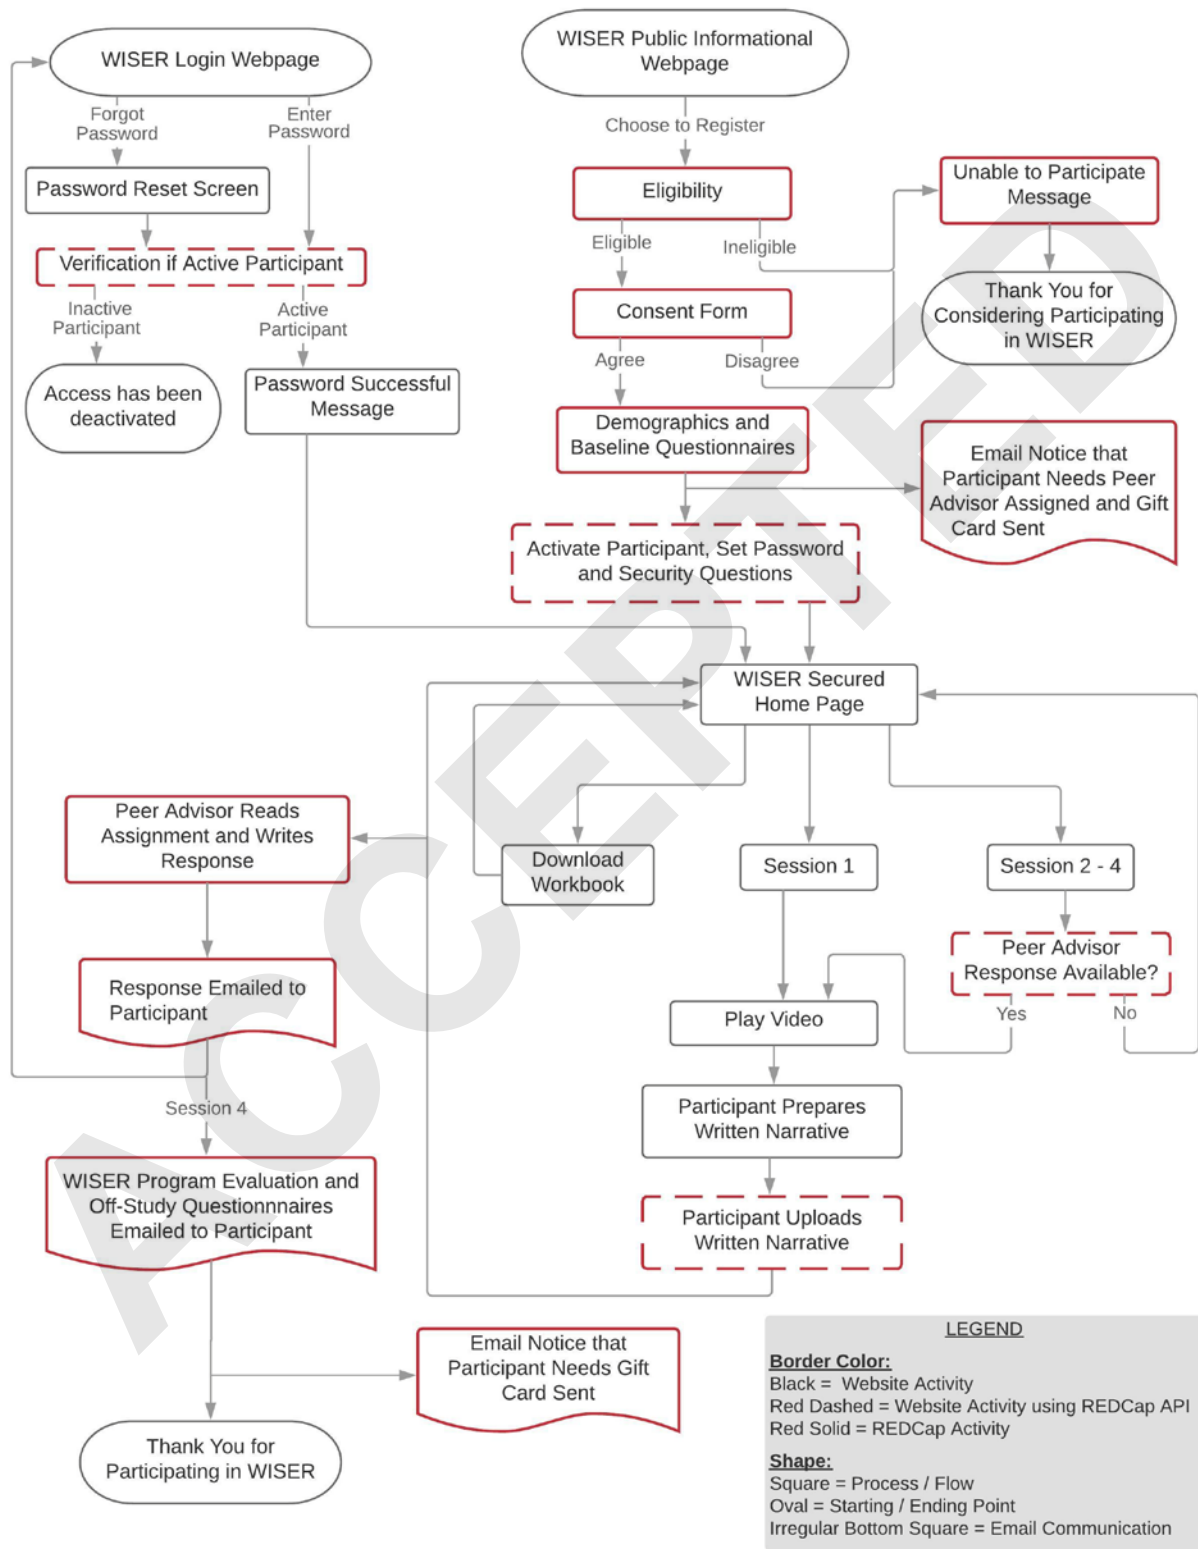 WISER Login Webpage
WISER Public Informational
Webpage
Forgot
Password
Enter
Password
Choose to Register
Password Reset Screen
Eligibility
Unable to Participate
Message
Eligible
Ineligible
Verification if Active Participant
Thank You for
Considering Participating
in WISER
Inactive
Participant
Active
Participant
Consent Form
Agree
Disagree
Access has been
deactivated
Password Successful
Message
Demographics and
Baseline Questionnaires
Email Notice that
Participant Needs Peer
Advisor Assigned and Gift
Card Sent
Activate Participant, Set Password
and Security Questions
WISER Secured
Home Page
Peer Advisor Reads
Assignment and Writes
Response
Download
Workbook
Session 1
Session 2 - 4
Peer Advisor
Response Available?
Yes
No
Response Emailed to
Participant
Play Video
Session 4
Participant Prepares
Written Narrative
WISER Program Evaluation and
Off-Study Questionnnaires
Emailed to Participant
Participant Uploads
Written Narrative
Email Notice that
Participant Needs Gift
Card Sent
Thank You for
Participating in WISER
LEGEND
Border Color:
Black = Website Activity
Red Dashed = Website Activity using REDCap API
Red Solid = REDCap Activity
Shape:
Square = Process / Flow
Oval = Starting / Ending Point
Irregular Bottom Square = Email Communication
ACCEPTED